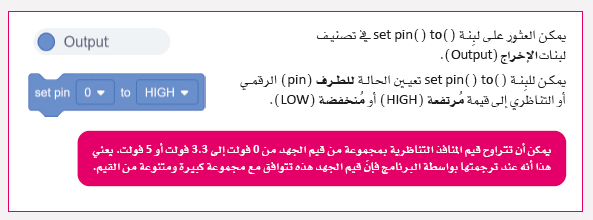 يمكن العثور على لبِنة set pin( ) to( ) في تصنيف
لبنات الإخراج (Output).
Output
يمكن للبِنة set pin( ) to( ) تعيين الحالة للطرف (pin) الرقمي
أو التناظري إلى قيمة مُرتفعة (HIGH) أو مُنخفضة (LOW).
set pin 0 to HIGH
يمكن أن تتراوح قيم المنافذ التناظرية بمجموعة من قيم الجهد من 0 فولت إلى 3.3 فولت أو 5 فولت. يعني
هذا أنه عند ترجمتها بواسطة البرنامج فإنّ قيم الجهد هذه تتوافق مع مجموعة كبيرة ومتنوعة من القيم.